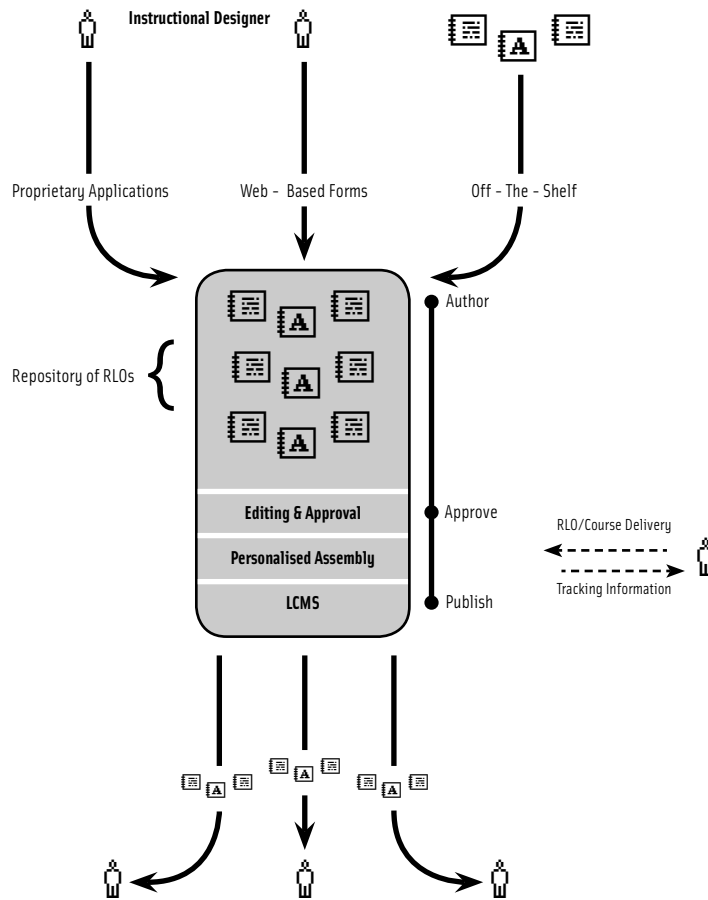 Instructional Designer
Proprietary Applications
Web - Based Forms
Off - The - Shelf
Author
A
Repository of RLOs
A
A
Editing & Approval
Approve
RLO/Course Delivery
Personalised Assembly
Tracking Information
LCMS
Publish
A
A
A
A